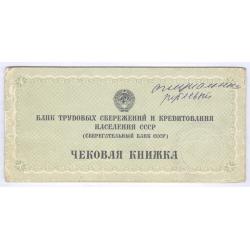 БАНК ТРУДОВЫХ СБЕРЕЖЕНИЙ И КРЕДИТОВАНИЯ
НАСЕЛЕНИЯ СССР
(СБЕРЕГАТЕЛЬНЫЙ БАНК СССР)
ЧЕКОВАЯ КНИЖКА